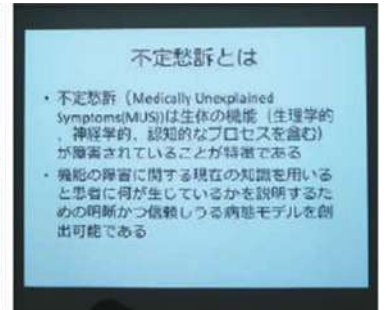 不定愁訴とは
• 不定愁訴（Medically Unexplained
Symptoms(MUS))は生体の機能（生理学的
、神経学的、認知的なプロセスを含む）
が障害されていることが特徴である
• 機能の障害に関する現在の知識を用いる
と患者に何が生じているかを説明するた
めの明晰かつ信頼しうる病態モデルを創
出可能である